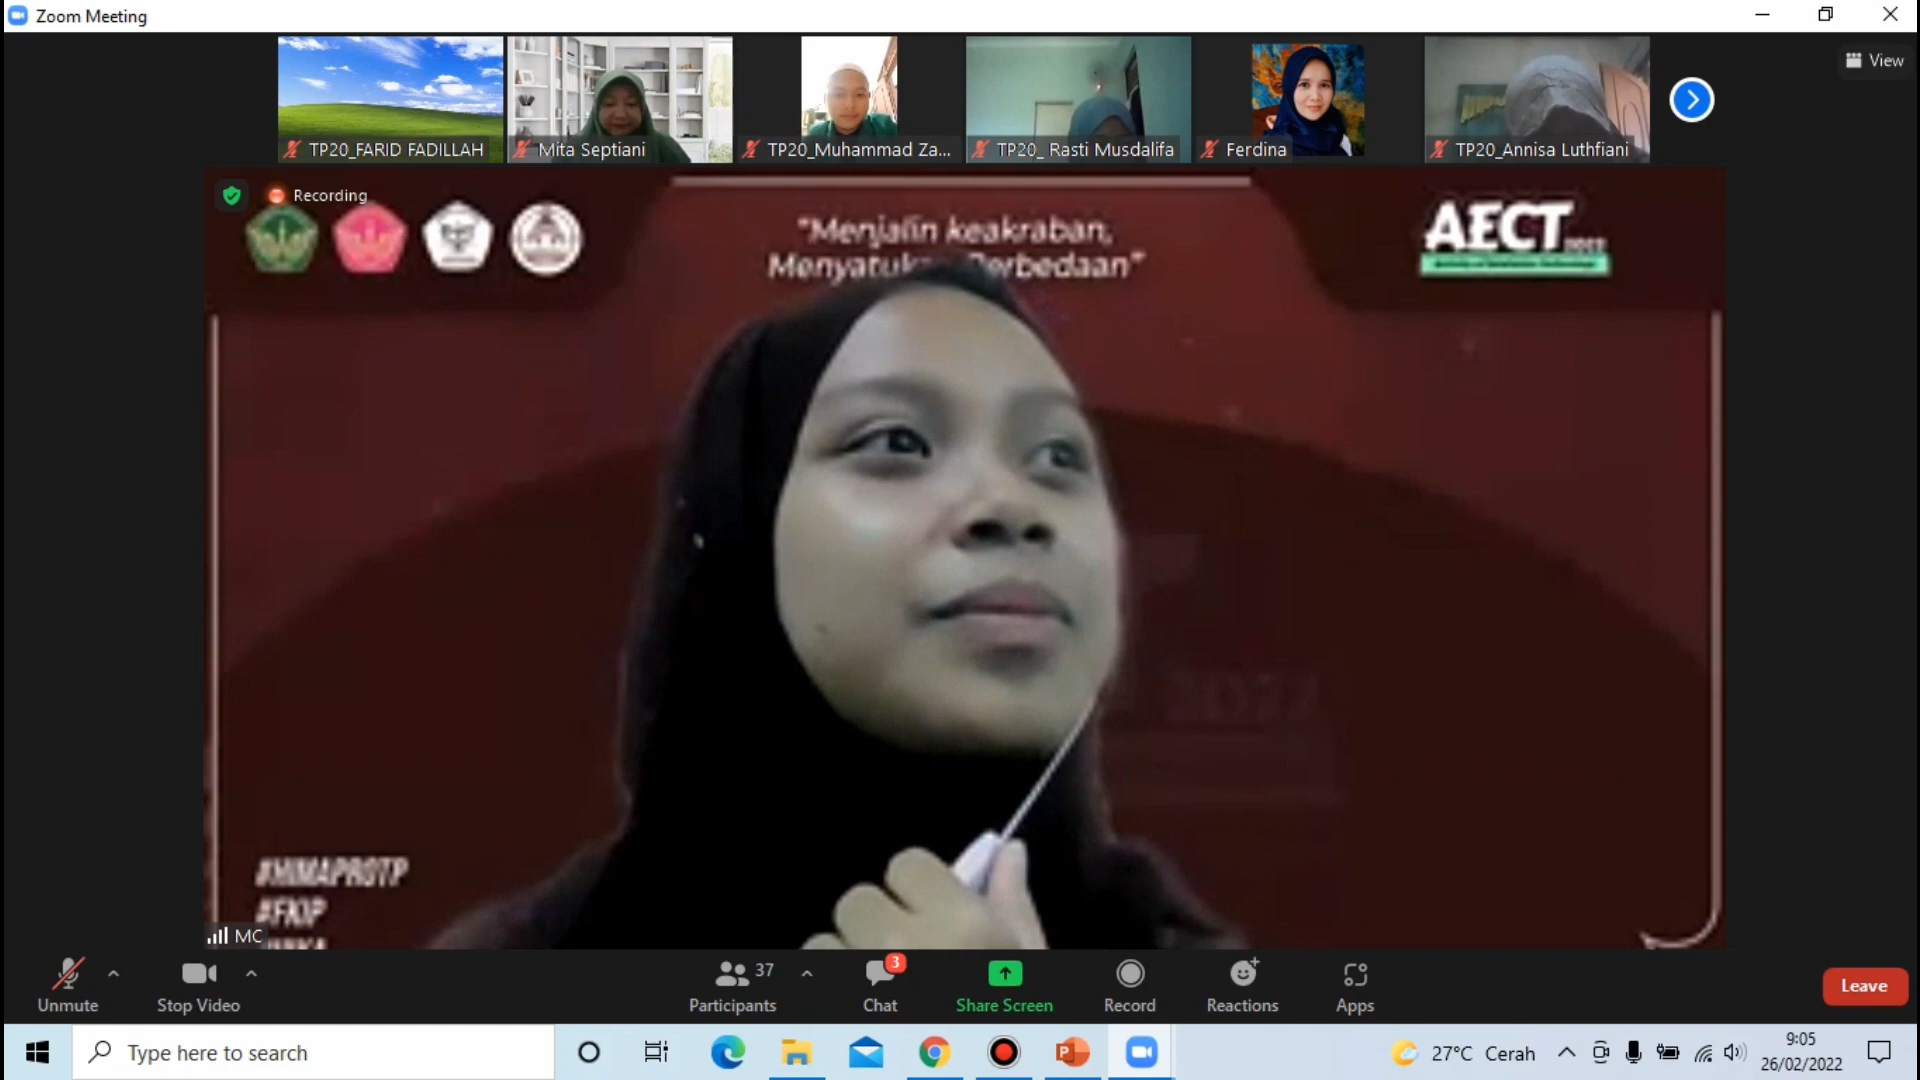 Zoom Meeting
TP20_FARID FADILLAH
Mita Septiani
TP20_Muhammad Za...
TP20_ Rasti Musdalifa
Ferdina
TP20_Annisa Luthfiani
View
Recording
"Menjalin keakraban,
Perbedaan"
AECT
#HIMAPROTP
#FKIP
MC
Unmute
Stop Video
37
Participants
3
Chat
Share Screen
Record
Reactions
Apps
Leave
Type here to search
27°C Cerah
9:05
26/02/2022